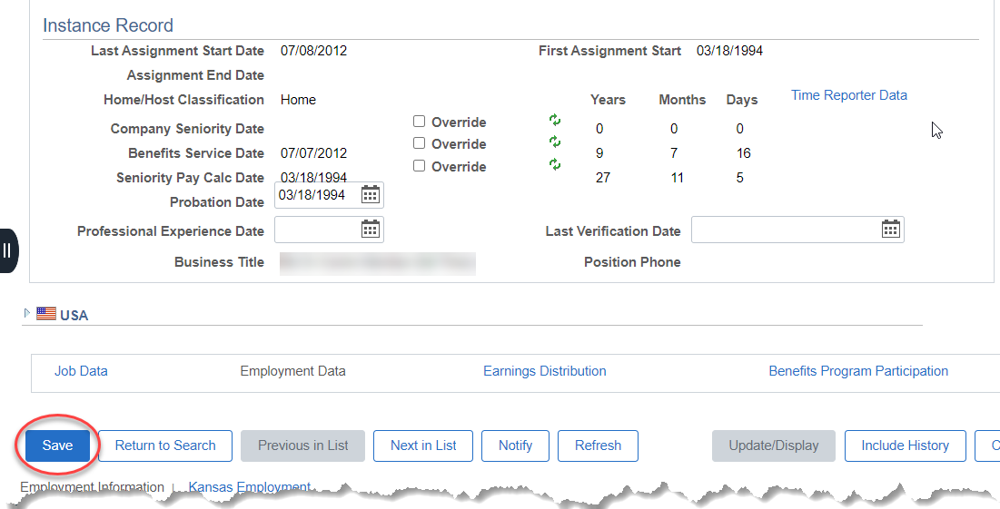 Instance Record
Last Assignment Start Date 07/08/2012 First Assignment Start 03/18/1994
Assignment End Date
Home/Host Classification Home Years Months Days Time Reporter Data
Company Seniority Date Override 0 0 0
Benefits Service Date 07/07/2012 Override 9 7 16
Seniority Pay Calc Date 03/18/1994 Override 27 11 5
Probation Date 03/18/1994
Professional Experience Date Last Verification Date
Business Title Position Phone
USA
Job Data Employment Data Earnings Distribution Benefits Program Participation
Save Return to Search Previous in List Next in List Notify Refresh Update/Display Include History
Employment Information | Kansas Employment